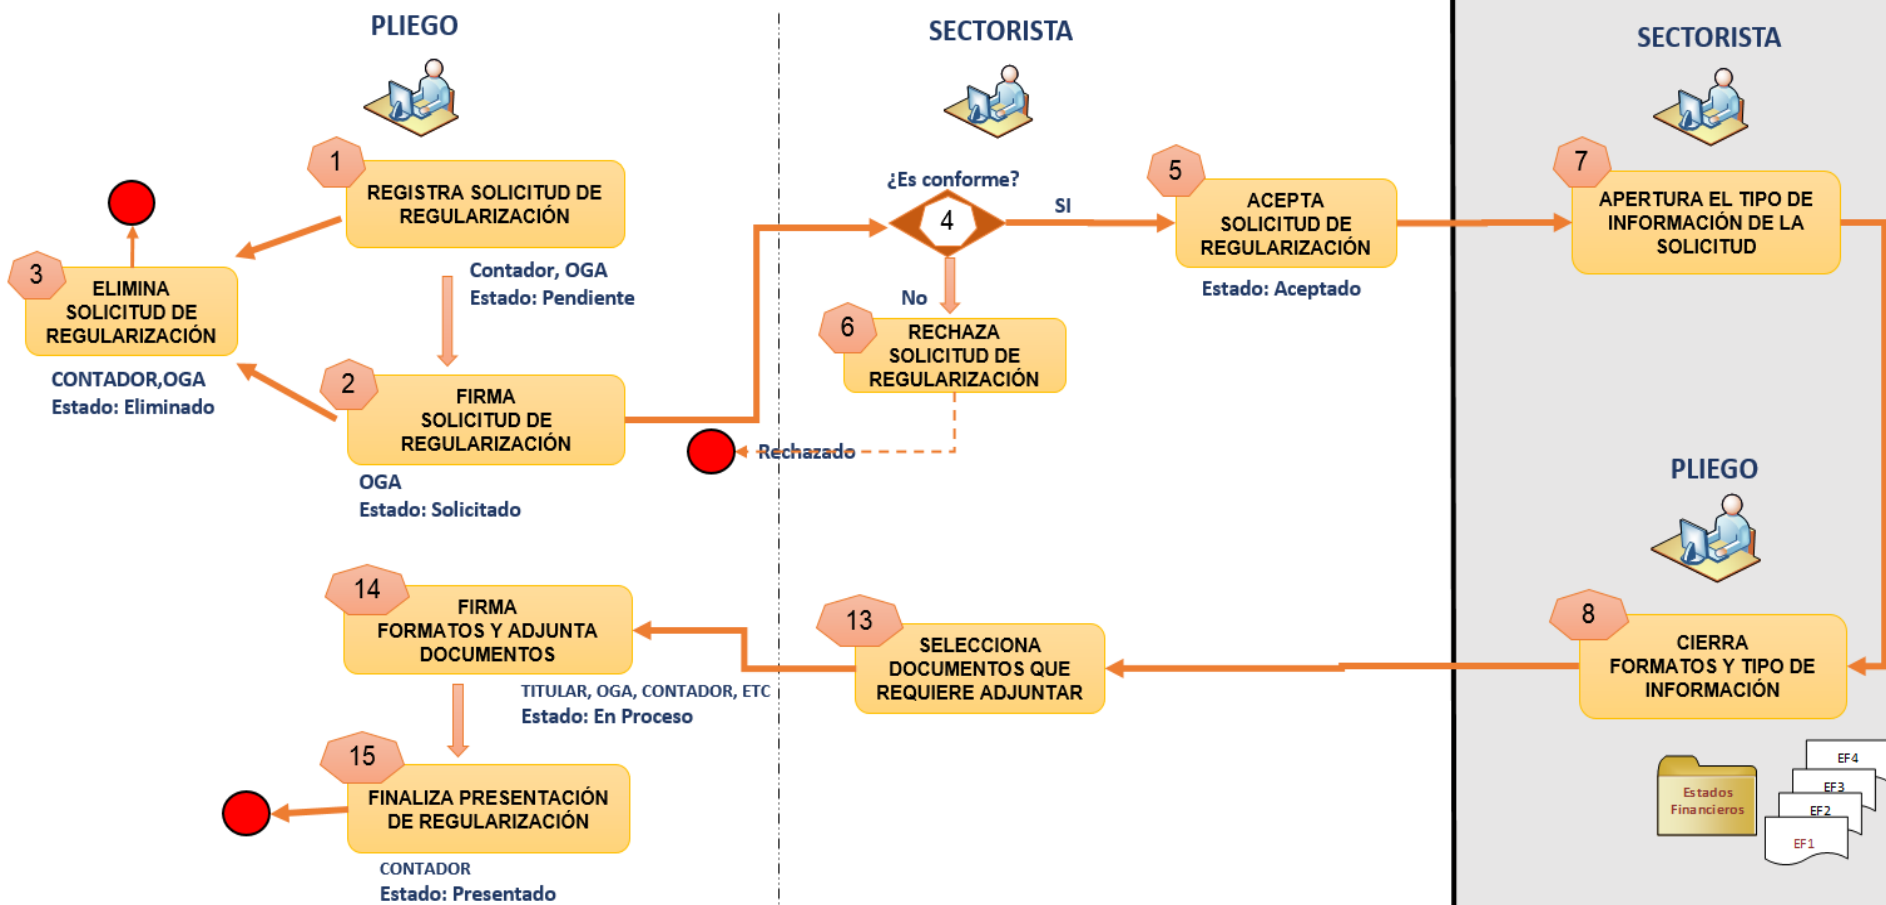 PLIEGO
SECTORISTA
SECTORISTA
1
REGISTRA SOLICITUD DE
REGULARIZACIÓN
Contador, OGA
Estado: Pendiente
3
ELIMINA
SOLICITUD DE
REGULARIZACIÓN
CONTADOR,OGA
Estado: Eliminado
2
FIRMA
SOLICITUD DE
REGULARIZACIÓN
OGA
Estado: Solicitado
¿Es conforme?
4
SI
No
5
ACEPTA
SOLICITUD DE
REGULARIZACIÓN
Estado: Aceptado
6
RECHAZA
SOLICITUD DE
REGULARIZACIÓN
Rechazado
7
APERTURA EL TIPO DE
INFORMACIÓN DE LA
SOLICITUD
PLIEGO
8
CIERRA
FORMATOS Y TIPO DE
INFORMACIÓN
Estados
Financieros
EF4
EF3
EF2
EF1
13
SELECCIONA
DOCUMENTOS QUE
REQUIERE ADJUNTAR
14
FIRMA
FORMATOS Y ADJUNTA
DOCUMENTOS
TITULAR, OGA, CONTADOR, ETC
Estado: En Proceso
15
FINALIZA PRESENTACIÓN
DE REGULARIZACIÓN
CONTADOR
Estado: Presentado